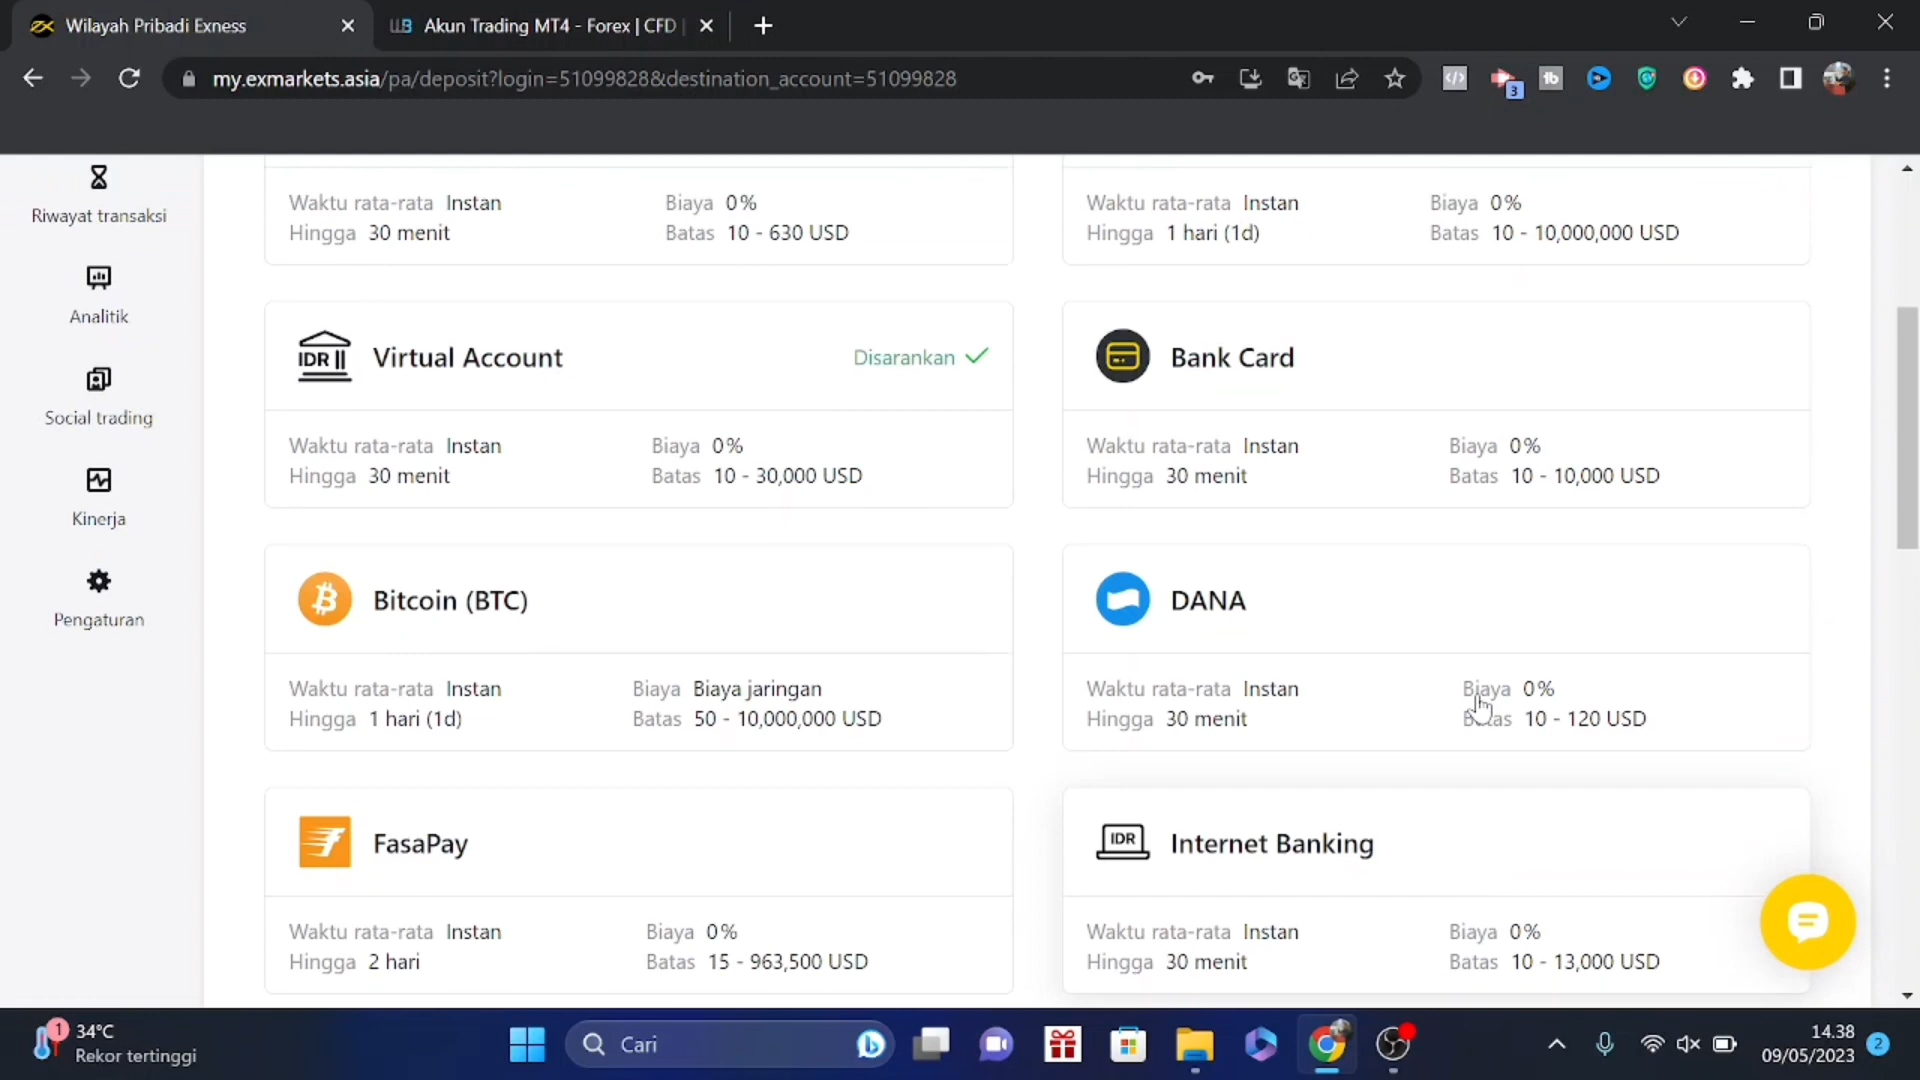 Wilayah Pribadi Exness
Akun Trading MT4 - Forex | CFD |
my.exmarkets.asia/pa/deposit?login=51099828&destination_account=51099828
3
Riwayat transaksi
Analitik
Social trading
Kinerja
Pengaturan
Waktu rata-rata Instan Biaya 0%
Hingga 30 menit Batas 10 - 630 USD
Waktu rata-rata Instan Biaya 0%
Hingga 1 hari (1d) Batas 10 - 10,000,000 USD
IDR Virtual Account Disarankan
Waktu rata-rata Instan Biaya 0%
Hingga 30 menit Batas 10 - 30,000 USD
Bank Card
Waktu rata-rata Instan Biaya 0%
Hingga 30 menit Batas 10 - 10,000 USD
Bitcoin (BTC)
Waktu rata-rata Instan Biaya Biaya jaringan
Hingga 1 hari (1d) Batas 50 - 10,000,000 USD
DANA
Waktu rata-rata Instan Biaya 0%
Hingga 30 menit Batas 10 - 120 USD
FasaPay
Waktu rata-rata Instan Biaya 0%
Hingga 2 hari Batas 15 - 963,500 USD
IDR Internet Banking
Waktu rata-rata Instan Biaya 0%
Hingga 30 menit Batas 10 - 13,000 USD
1
34°C
Rekor tertinggi
Cari
14.38
09/05/2023
2